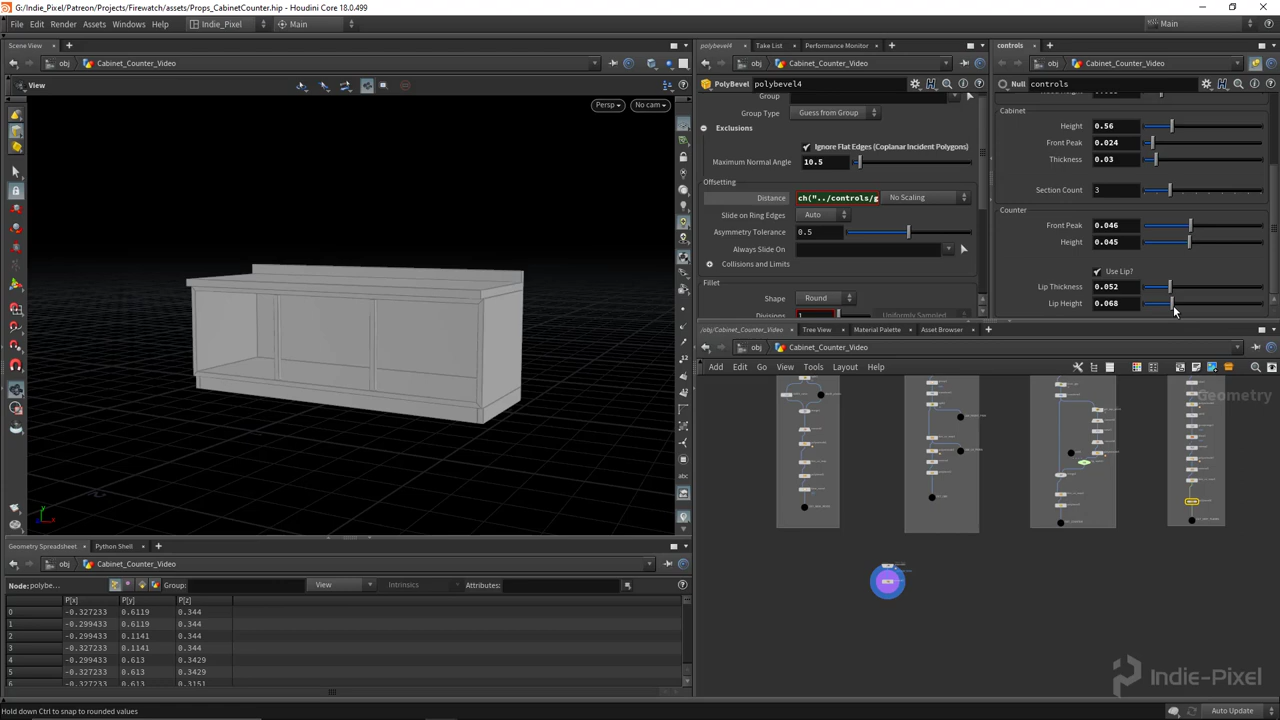 G:/Indie_Pixel/Patreon/Projects/Firewatch/assets/Props_CabinetCounter.hip - Houdini Core 18.0.499
File Edit Render Assets Windows Help Indie_Pixel Main Main
Scene View
obj Cabinet_Counter_Video
View
Persp No cam
polybevel4 Take List Performance Monitor
obj Cabinet_Counter_Video
PolyBevel polybevel4
Group
Group Type Guess from Group
Exclusions
Ignore Flat Edges (Coplanar Incident Polygons)
Maximum Normal Angle 10.5
Offsetting
Distance ch("../controls/g No Scaling
Slide on Ring Edges Auto
Asymmetry Tolerance 0.5
Always Slide On
Collisions and Limits
Fillet
Shape Round
Divisions 1 Uniformly Sampled
controls
obj Cabinet_Counter_Video
Null controls
Cabinet
Height 0.56
Front Peak 0.024
Thickness 0.03
Section Count 3
Counter
Front Peak 0.046
Height 0.045
Use Lip?
Lip Thickness 0.052
Lip Height 0.068
/obj/Cabinet_Counter_Video Tree View Material Palette Asset Browser
obj Cabinet_Counter_Video
Add Edit Go View Tools Layout Help
Geometry
Indie-Pixel
Geometry Spreadsheet Python Shell
obj Cabinet_Counter_Video
Node: polybe... Group: View Intrinsics Attributes:
P[x] P[y] P[z]
0 -0.327233 0.6119 0.344
1 -0.299433 0.6119 0.344
2 -0.299433 0.1141 0.344
3 -0.327233 0.1141 0.344
4 -0.299433 0.613 0.3429
5 -0.327233 0.613 0.3429
6 -0.327233 0.613 0.3151
Hold down Ctrl to snap to rounded values
Auto Update